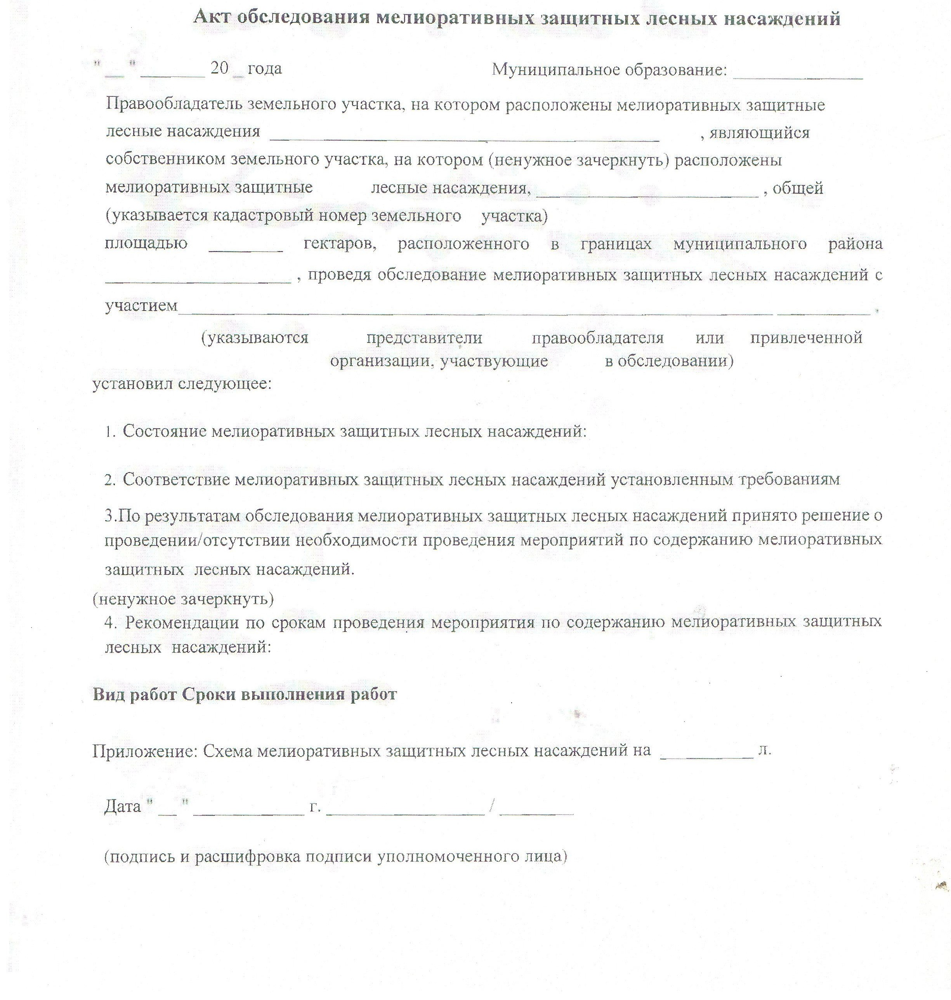 Акт обследования мелиоративных защитных лесных насаждений
" __ " _______ 20 _ года Муниципальное образование: ______________
Правообладатель земельного участка, на котором расположены мелиоративных защитные
лесные насаждения __________________________________________ , являющийся
собственником земельного участка, на котором (ненужное зачеркнуть) расположены
мелиоративных защитные лесные насаждения, ________________________ , общей
(указывается кадастровый номер земельного участка)
площадью ________ гектаров, расположенного в границах муниципального района
____________________ , проведя обследование мелиоративных защитных лесных насаждений с
участием________________________________________________________________ __________ .
(указываются представители правообладателя или привлеченной
организации, участвующие в обследовании)
установил следующее:
1. Состояние мелиоративных защитных лесных насаждений:
2. Соответствие мелиоративных защитных лесных насаждений установленным требованиям
3.По результатам обследования мелиоративных защитных лесных насаждений принято решение о
проведении/отсутствии необходимости проведения мероприятий по содержанию мелиоративных
защитных лесных насаждений.
(ненужное зачеркнуть)
4. Рекомендации по срокам проведения мероприятия по содержанию мелиоративных защитных
лесных насаждений:
Вид работ Сроки выполнения работ
Приложение: Схема мелиоративных защитных лесных насаждений на __________ л.
Дата " __ " ____________ г. _________________ / ________
(подпись и расшифровка подписи уполномоченного лица)